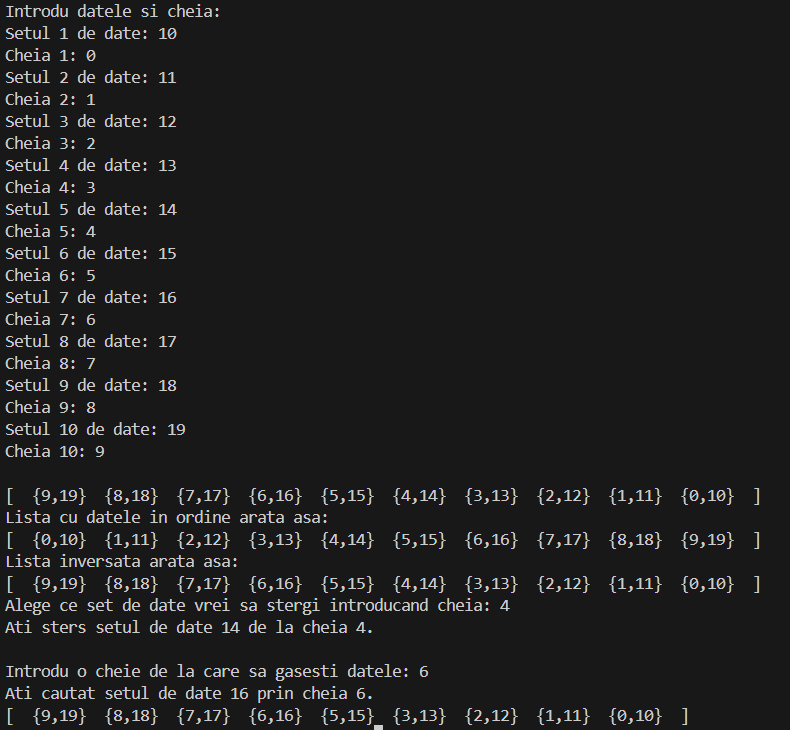 Introdu datele si cheia:
Setul 1 de date: 10
Cheia 1: 0
Setul 2 de date: 11
Cheia 2: 1
Setul 3 de date: 12
Cheia 3: 2
Setul 4 de date: 13
Cheia 4: 3
Setul 5 de date: 14
Cheia 5: 4
Setul 6 de date: 15
Cheia 6: 5
Setul 7 de date: 16
Cheia 7: 6
Setul 8 de date: 17
Cheia 8: 7
Setul 9 de date: 18
Cheia 9: 8
Setul 10 de date: 19
Cheia 10: 9
[  {9,19}  {8,18}  {7,17}  {6,16}  {5,15}  {4,14}  {3,13}  {2,12}  {1,11}  {0,10}  ]
Lista cu datele in ordine arata asa:
[  {0,10}  {1,11}  {2,12}  {3,13}  {4,14}  {5,15}  {6,16}  {7,17}  {8,18}  {9,19}  ]
Lista inversata arata asa:
[  {9,19}  {8,18}  {7,17}  {6,16}  {5,15}  {4,14}  {3,13}  {2,12}  {1,11}  {0,10}  ]
Alege ce set de date vrei sa stergi introducand cheia: 4
Ati sters setul de date 14 de la cheia 4.
Introdu o cheie de la care sa gasesti datele: 6
Ati cautat setul de date 16 prin cheia 6.
[  {9,19}  {8,18}  {7,17}  {6,16}  {5,15}  {3,13}  {2,12}  {1,11}  {0,10}  ]